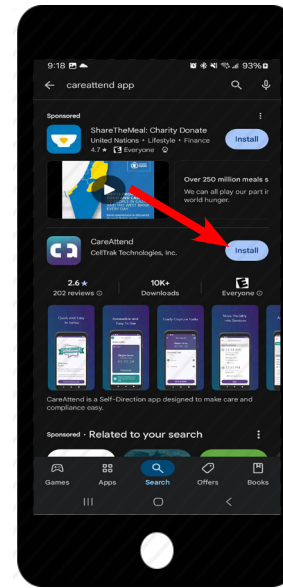 9:18
93%
careattend app
Sponsored
ShareTheMeal: Charity Donate
United Nations • Lifestyle • Finance
4.7★ Everyone
Install
Over 250 million meals s
We can all play our part ir
world hunger.
CareAttend
CellTrak Technologies, Inc.
Install
2.6★
202 reviews
10K+
Downloads
Everyone
CareAttend is a Self-Direction app designed to make care and
compliance easy.
Sponsored · Related to your search
Games
Apps
Search
Offers
Books